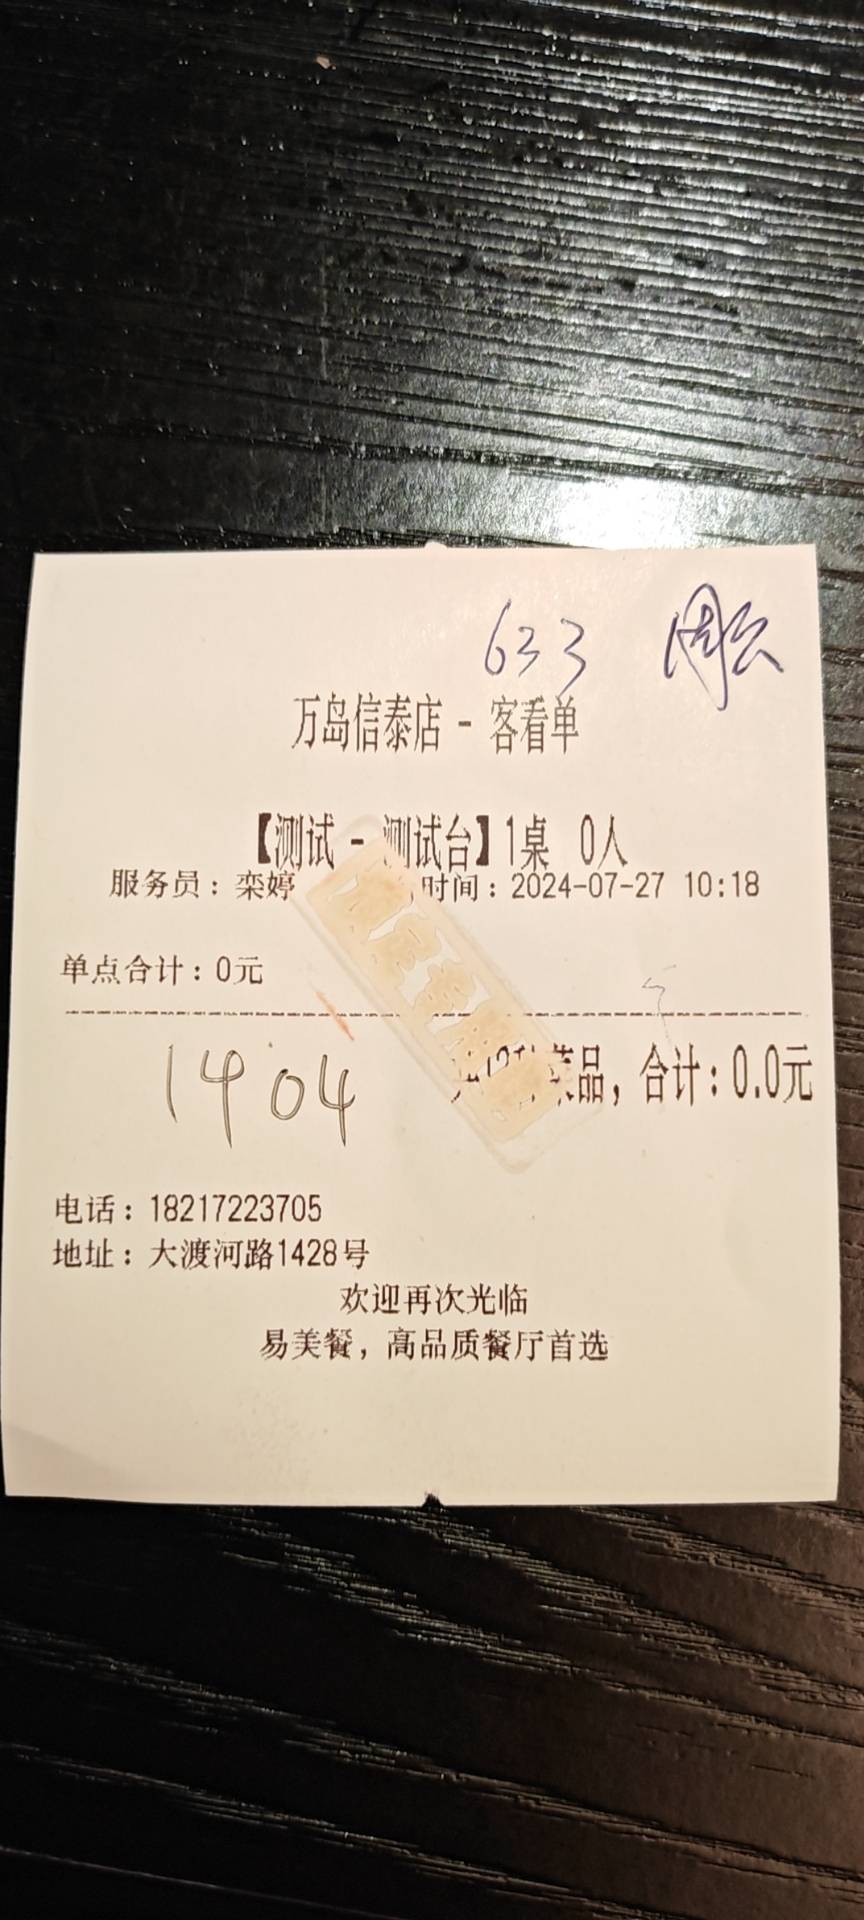 633
万岛信泰店 - 客看单
【测试 - 测试台】1桌 0人
服务员：栾婷 时间：2024-07-27 10:18
单点合计：0元
1404 菜品，合计：0.0元
电话：18217223705
地址：大渡河路1428号
欢迎再次光临
易美餐，高品质餐厅首选